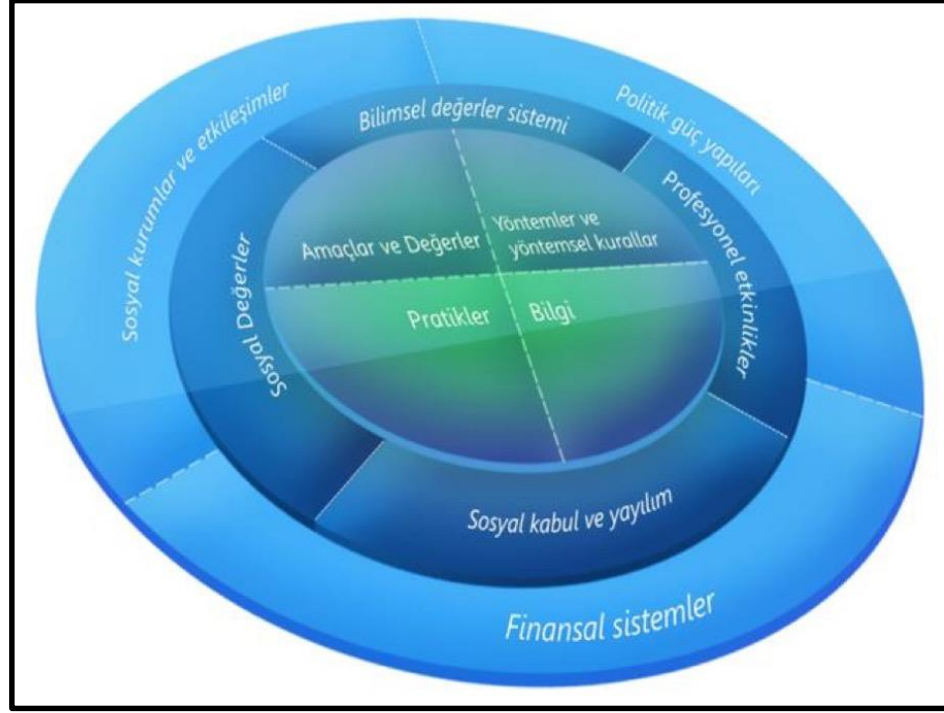 Sosyal kurumlar ve etkileşimler
Politik güç yapıları
Bilimsel değerler sistemi
Profesyonel etkinlikler
Sosyal Değerler
Amaçlar ve Değerler
Yöntemler ve
yöntemsel kurallar
Pratikler
Bilgi
Sosyal kabul ve yayılım
Finansal sistemler